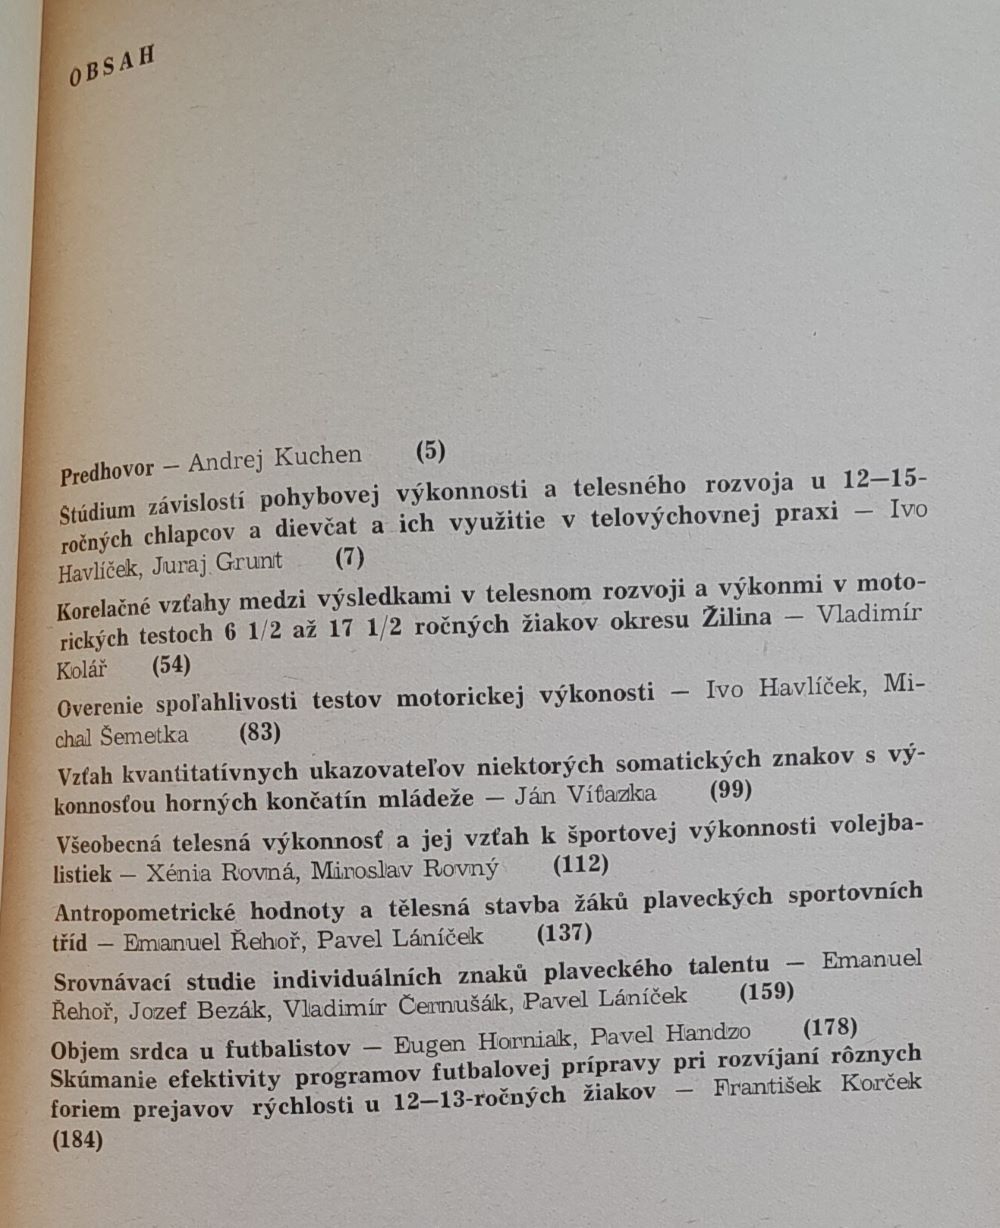 OBSAH
Predhovor — Andrej Kuchen (5)
Štúdium závislostí pohybovej výkonnosti a telesného rozvoja u 12—15-
ročných chlapcov a dievčat a ich využitie v telovýchovnej praxi — Ivo
Havlíček, Juraj Grunt (7)
Korelačné vzťahy medzi výsledkami v telesnom rozvoji a výkonmi v moto-
rických testoch 6 1/2 až 17 1/2 ročných žiakov okresu Žilina — Vladimír
Kolář (54)
Overenie spoľahlivosti testov motorickej výkonosti — Ivo Havlíček, Mi-
chal Šemetka (83)
Vzťah kvantitatívnych ukazovateľov niektorých somatických znakov s vý-
konnosťou horných končatín mládeže — Ján Víťazka (99)
Všeobecná telesná výkonnosť a jej vzťah k športovej výkonnosti volejba-
listiek — Xénia Rovná, Miroslav Rovný (112)
Antropometrické hodnoty a tělesná stavba žáků plaveckých sportovních
tříd — Emanuel Řehoř, Pavel Láníček (137)
Srovnávací studie individuálních znaků plaveckého talentu — Emanuel
Řehoř, Jozef Bezák, Vladimír Černušák, Pavel Láníček (159)
Objem srdca u futbalistov — Eugen Horniak, Pavel Handzo (178)
Skúmanie efektivity programov futbalovej prípravy pri rozvíjaní rôznych
foriem prejavov rýchlosti u 12—13-ročných žiakov — František Korček
(184)